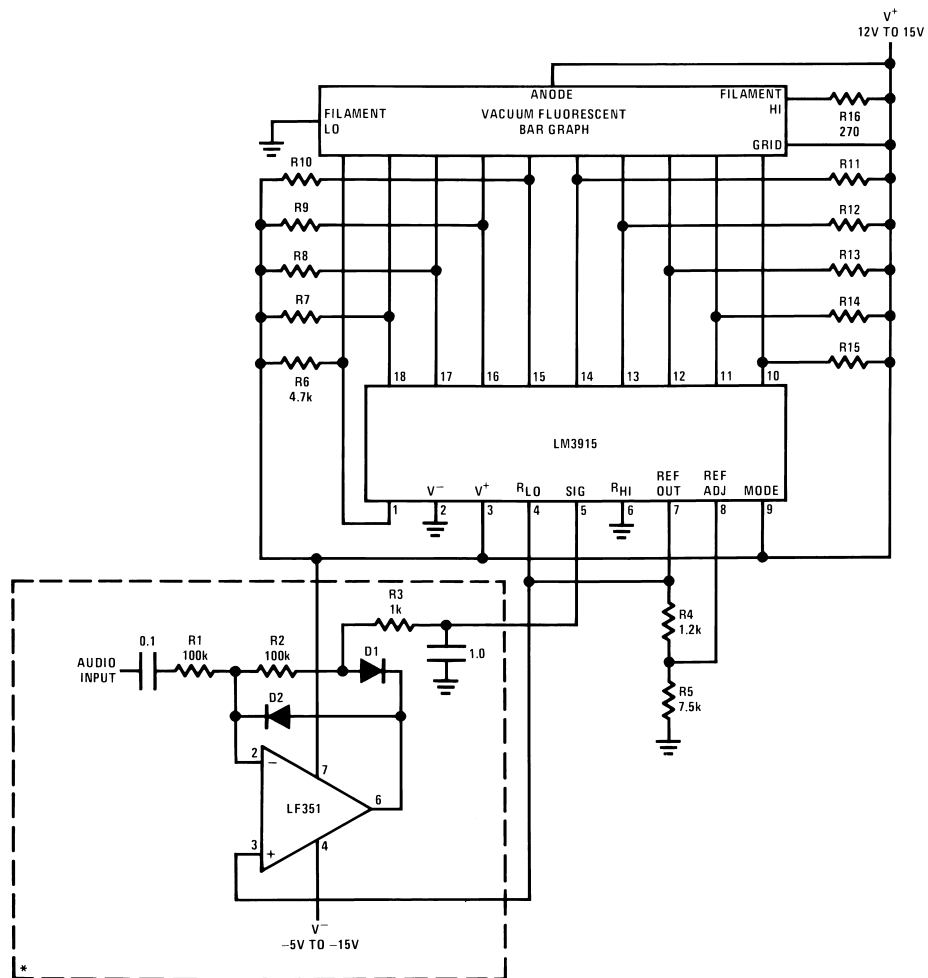 V+
12V TO 15V
ANODE
FILAMENT
HI
FILAMENT
LO
VACUUM FLUORESCENT
BAR GRAPH
R16
270
GRID
R10
R11
R9
R12
R8
R13
R7
R14
R6
4.7k
R15
18
17
16
15
14
13
12
11
10
LM3915
V−
V+
RLO
SIG
RHI
REF
OUT
REF
ADJ
MODE
1
2
3
4
5
6
7
8
9
R3
1k
R4
1.2k
0.1
R1
100k
R2
100k
D1
1.0
AUDIO
INPUT
D2
R5
7.5k
2
−
7
LF351
6
3
+
4
V−
−5V TO −15V
*